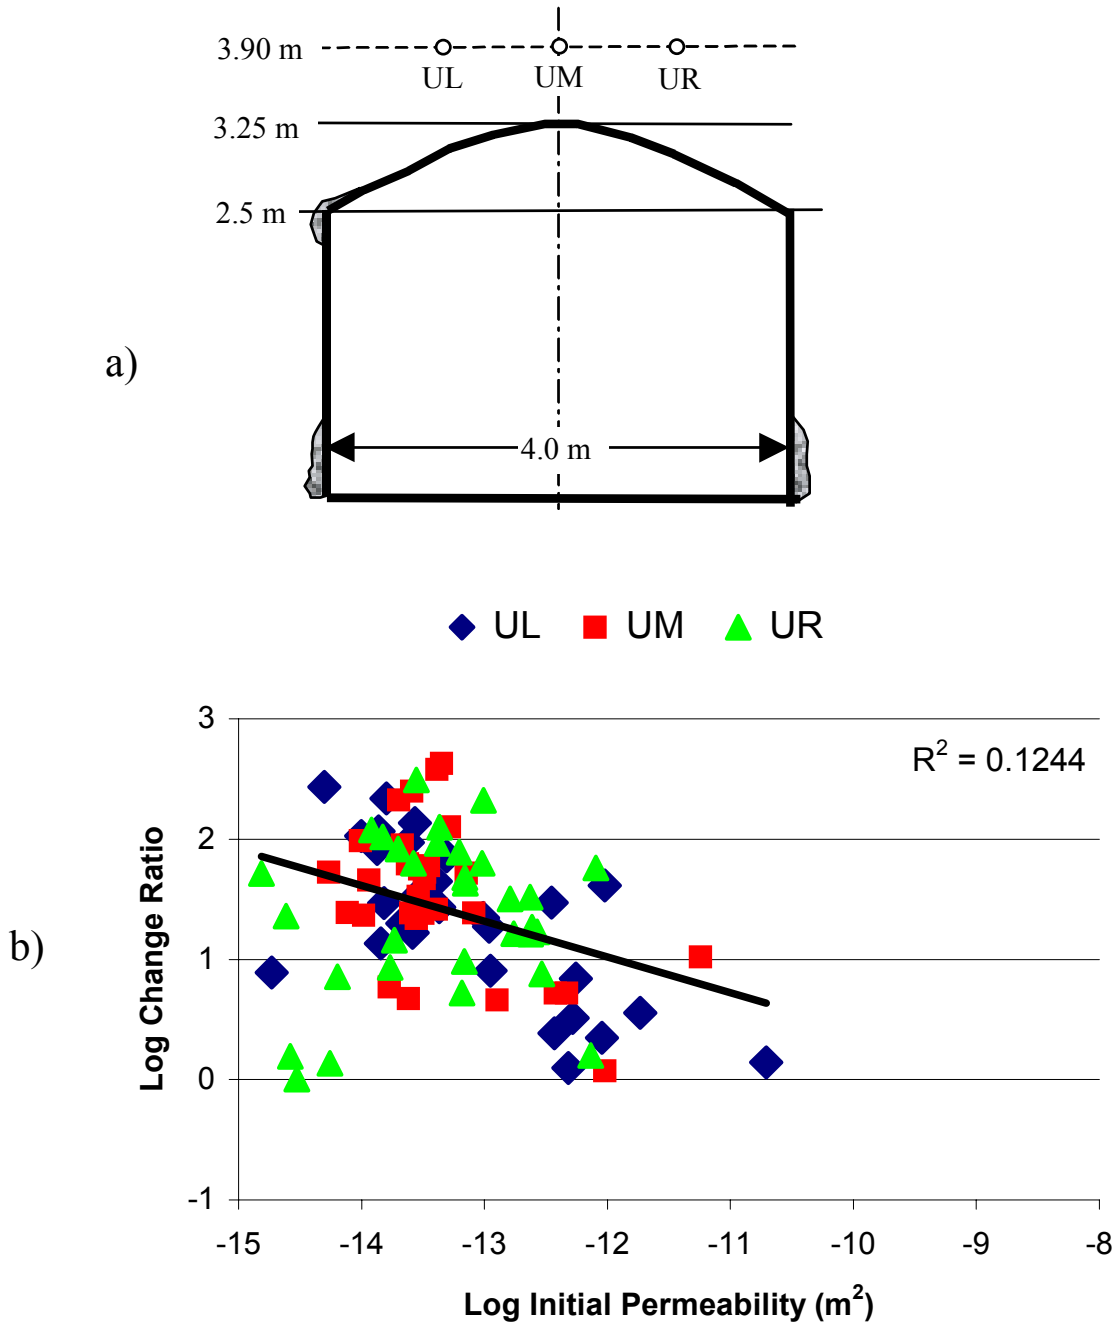 3.90 m
UL UM UR
3.25 m
2.5 m
a)
4.0 m
UL UM UR
3
R² = 0.1244
2
1
0
-1
Log Change Ratio
b)
-15 -14 -13 -12 -11 -10 -9 -8
Log Initial Permeability (m²)